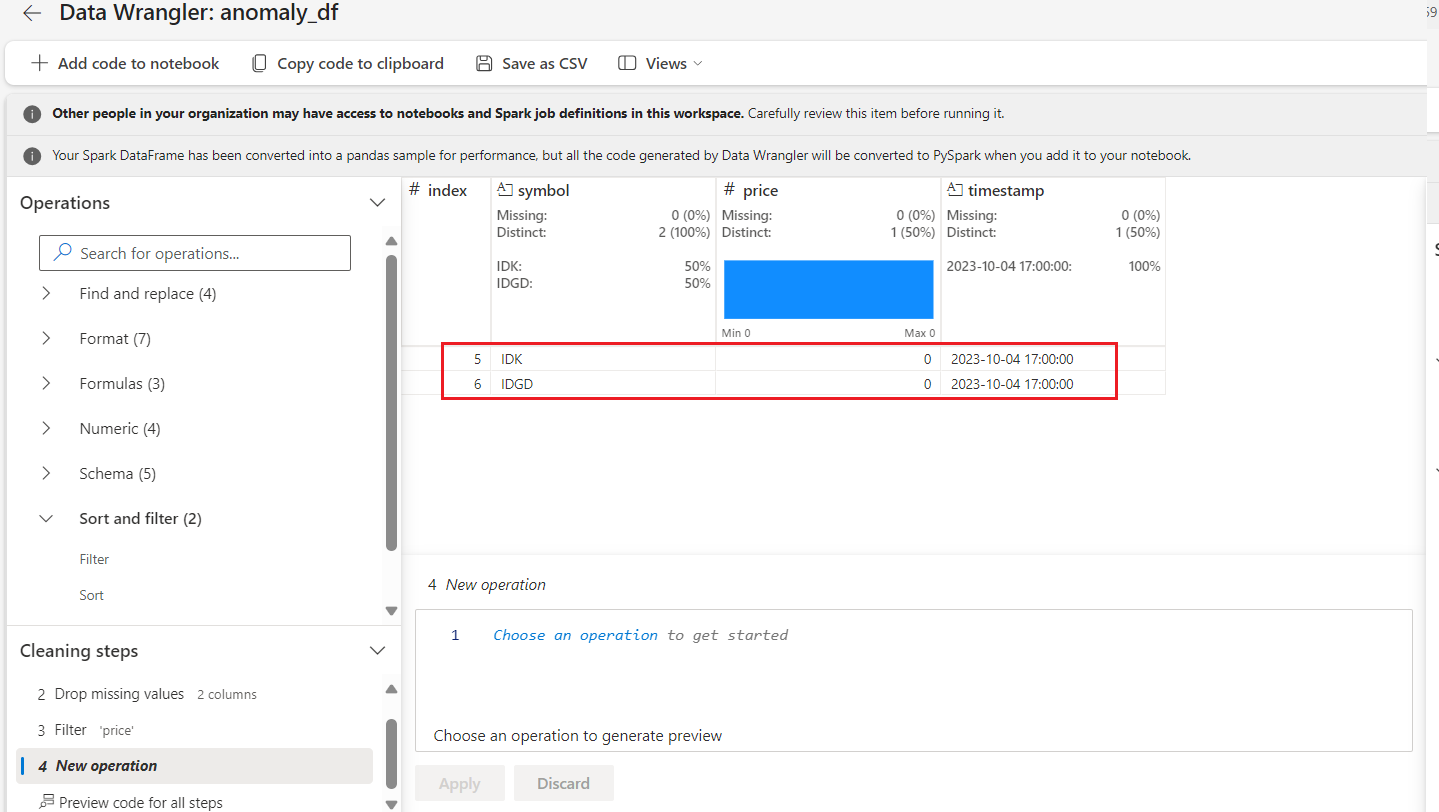 Data Wrangler: anomaly_df
59
Add code to notebook Copy code to clipboard Save as CSV Views
Other people in your organization may have access to notebooks and Spark job definitions in this workspace. Carefully review this item before running it.
Your Spark DataFrame has been converted into a pandas sample for performance, but all the code generated by Data Wrangler will be converted to PySpark when you add it to your notebook.
Operations
Search for operations...
Find and replace (4)
Format (7)
Formulas (3)
Numeric (4)
Schema (5)
Sort and filter (2)
Filter
Sort
Cleaning steps
2 Drop missing values 2 columns
3 Filter 'price'
4 New operation
Preview code for all steps
# index symbol # price timestamp
Missing: 0 (0%) Missing: 0 (0%) Missing: 0 (0%)
Distinct: 2 (100%) Distinct: 1 (50%) Distinct: 1 (50%)
IDK: 50% 2023-10-04 17:00:00: 100%
IDGD: 50%
Min 0 Max 0
5 IDK 0 2023-10-04 17:00:00
6 IDGD 0 2023-10-04 17:00:00
4 New operation
1 Choose an operation to get started
Choose an operation to generate preview
Apply Discard